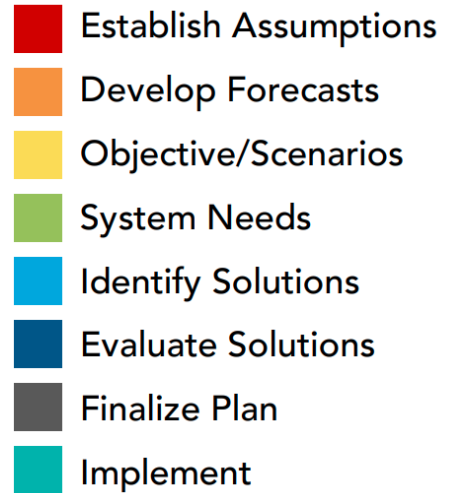 Establish Assumptions
Develop Forecasts
Objective/Scenarios
System Needs
Identify Solutions
Evaluate Solutions
Finalize Plan
Implement